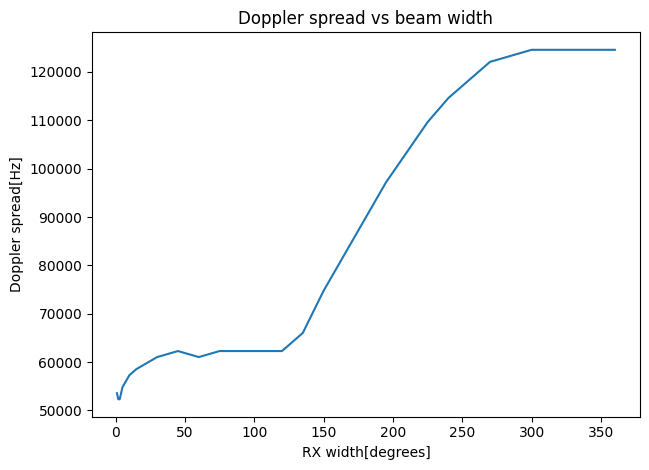 Doppler spread vs beam width
Doppler spread[Hz]
120000
110000
100000
90000
80000
70000
60000
50000
0 50 100 150 200 250 300 350
RX width[degrees]